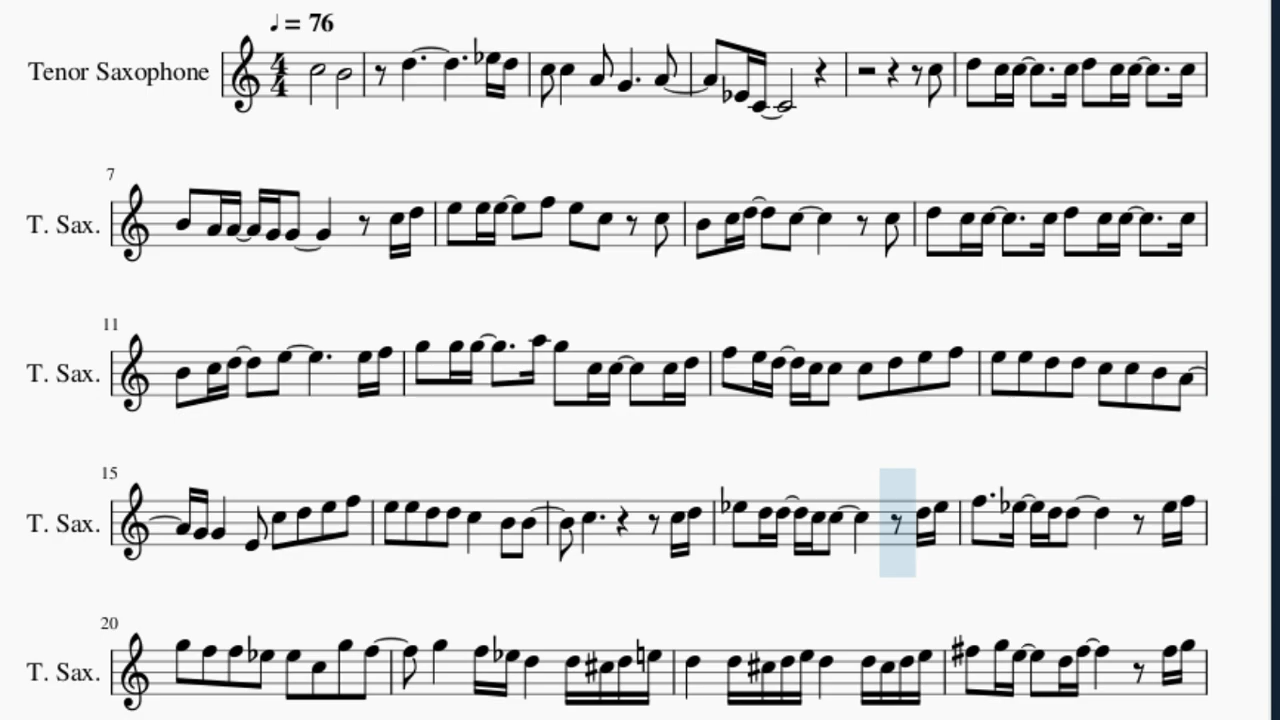 ♩ = 76
Tenor Saxophone
4
4
7
T. Sax.
11
T. Sax.
15
T. Sax.
20
T. Sax.